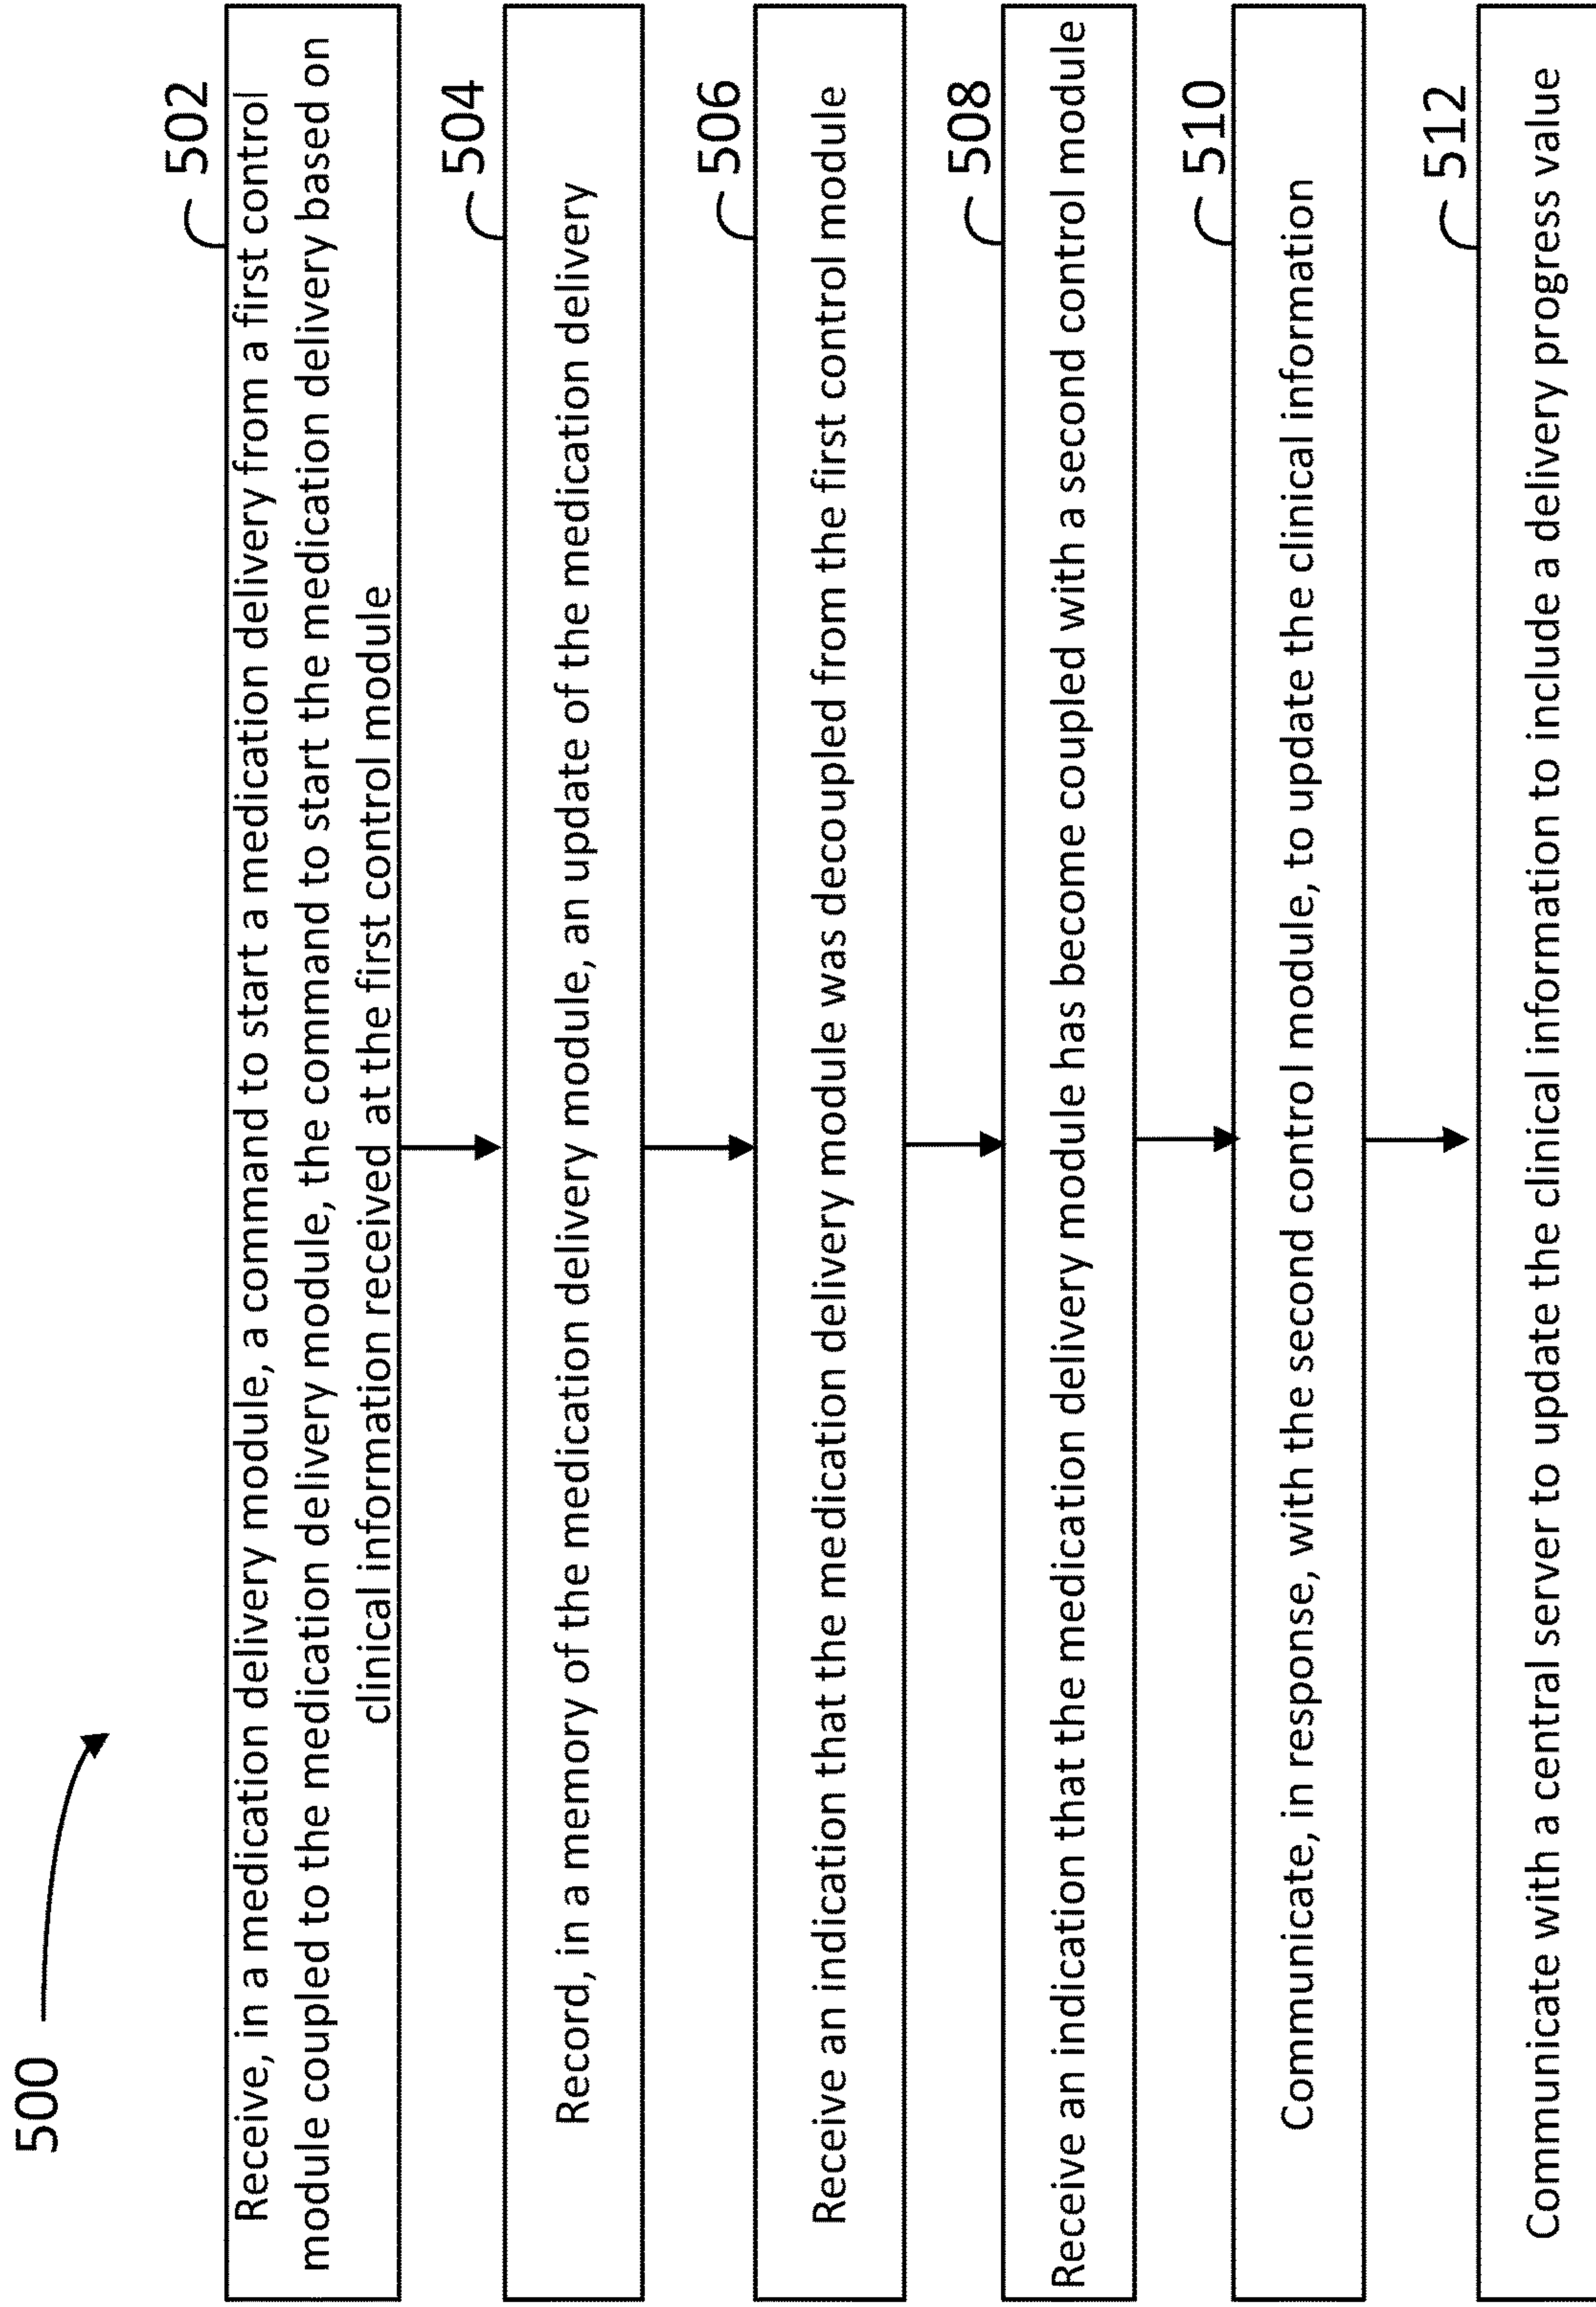 500
502
Receive, in a medication delivery module, a command to start a medication delivery from a first control
module coupled to the medication delivery module, the command to start the medication delivery based on
clinical information received at the first control module
504
Record, in a memory of the medication delivery module, an update of the medication delivery
506
Receive an indication that the medication delivery module was decoupled from the first control module
508
Receive an indication that the medication delivery module has become coupled with a second control module
510
Communicate, in response, with the second control module, to update the clinical information
512
Communicate with a central server to update the clinical information to include a delivery progress value